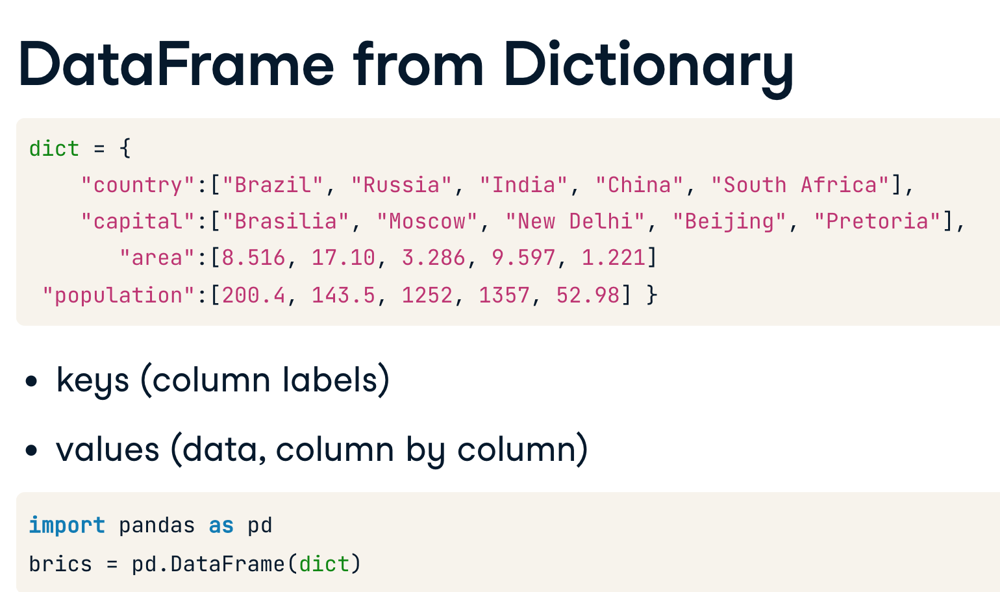 DataFrame from Dictionary
dict = {
    "country":["Brazil", "Russia", "India", "China", "South Africa"],
    "capital":["Brasilia", "Moscow", "New Delhi", "Beijing", "Pretoria"],
       "area":[8.516, 17.10, 3.286, 9.597, 1.221]
 "population":[200.4, 143.5, 1252, 1357, 52.98] }
• keys (column labels)
• values (data, column by column)
import pandas as pd
brics = pd.DataFrame(dict)